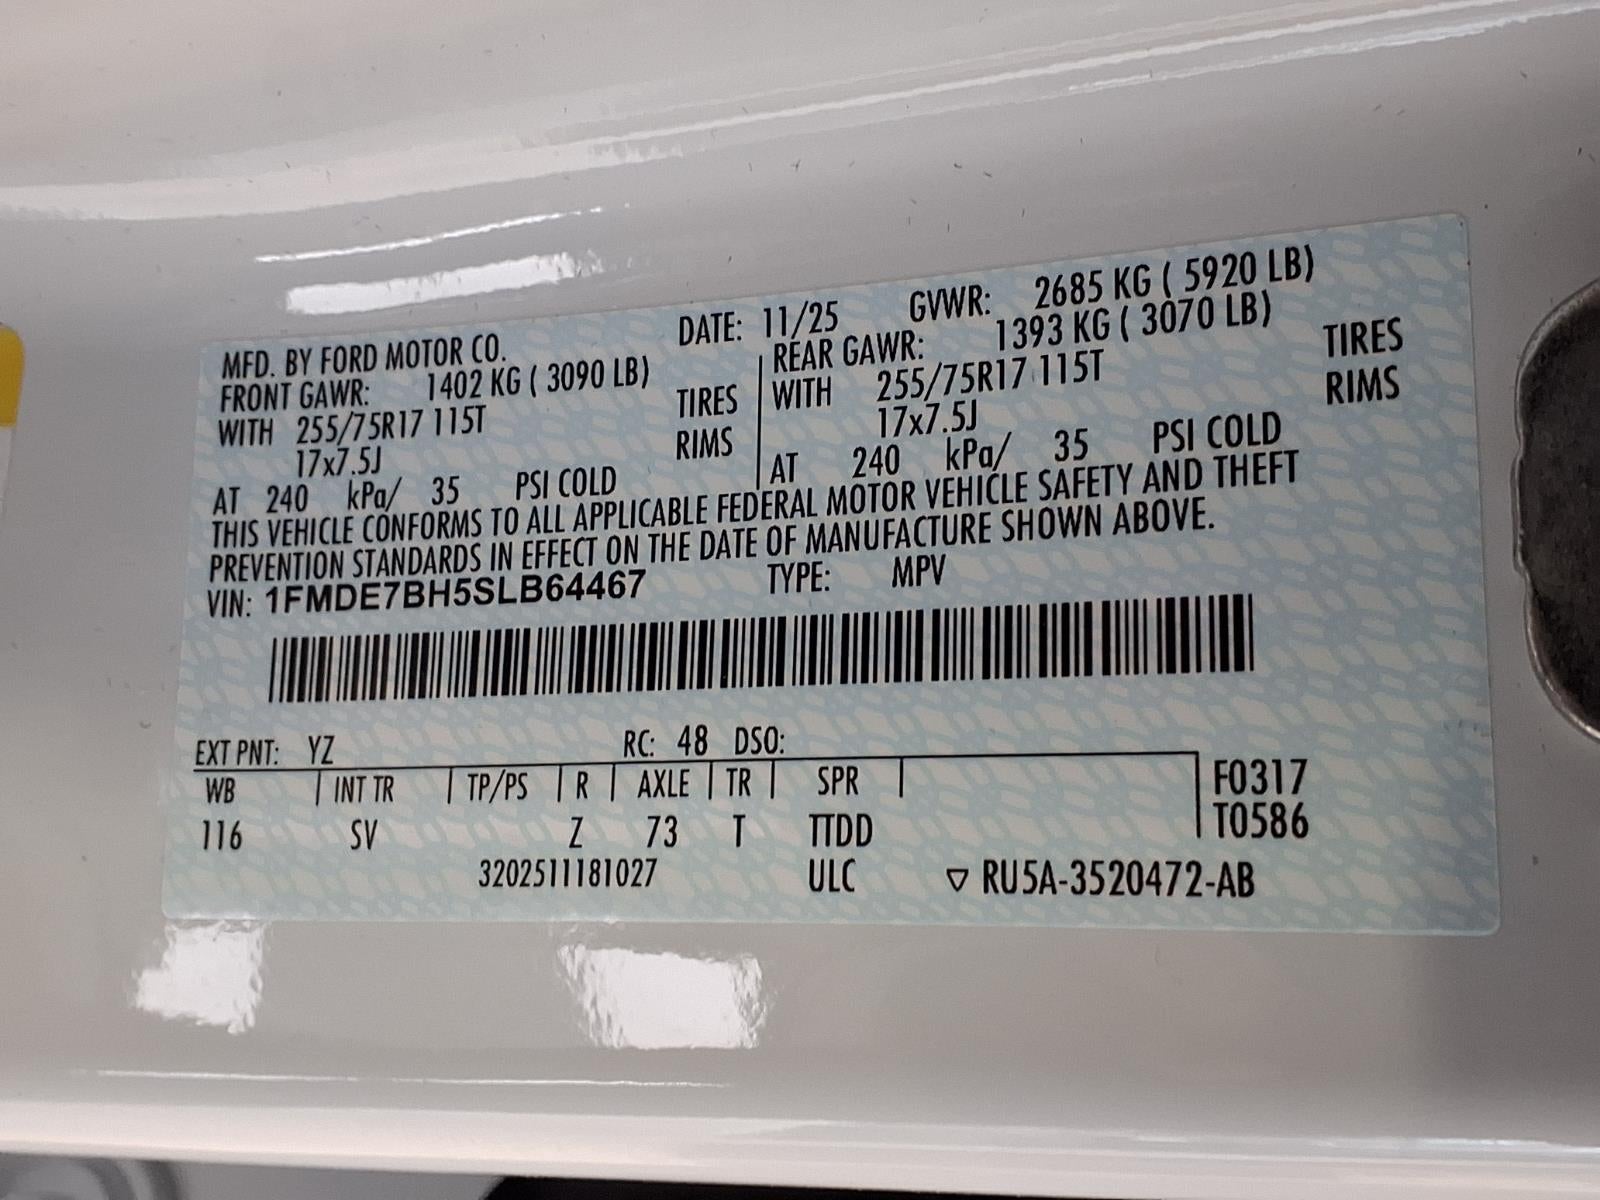 MFD. BY FORD MOTOR CO. DATE: 11/25 GVWR: 2685 KG ( 5920 LB)
FRONT GAWR: 1402 KG ( 3090 LB) REAR GAWR: 1393 KG ( 3070 LB)
WITH 255/75R17 115T TIRES WITH 255/75R17 115T TIRES
17x7.5J RIMS 17x7.5J RIMS
AT 240 kPa/ 35 PSI COLD AT 240 kPa/ 35 PSI COLD
THIS VEHICLE CONFORMS TO ALL APPLICABLE FEDERAL MOTOR VEHICLE SAFETY AND THEFT
PREVENTION STANDARDS IN EFFECT ON THE DATE OF MANUFACTURE SHOWN ABOVE.
VIN: 1FMDE7BH5SLB64467 TYPE: MPV
EXT PNT: YZ RC: 48 DSO:
WB INT TR TP/PS R AXLE TR SPR F0317
116 SV Z 73 T TTDD T0586
3202511181027 ULC ▽ RU5A-3520472-AB